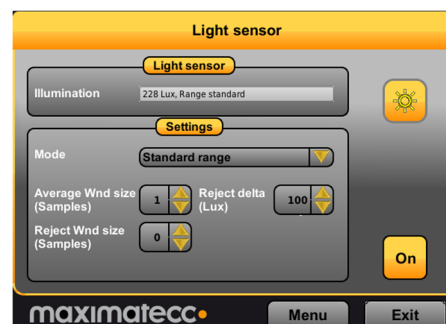 Light sensor
Light sensor
Illumination 228 Lux, Range standard
Settings
Mode Standard range
Average Wnd size (Samples) 1 Reject delta (Lux) 100
Reject Wnd size (Samples) 0
On
maximatecc
Menu Exit